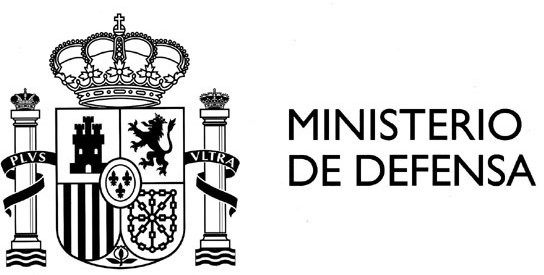 PLVS VLTRA
MINISTERIO
DE DEFENSA